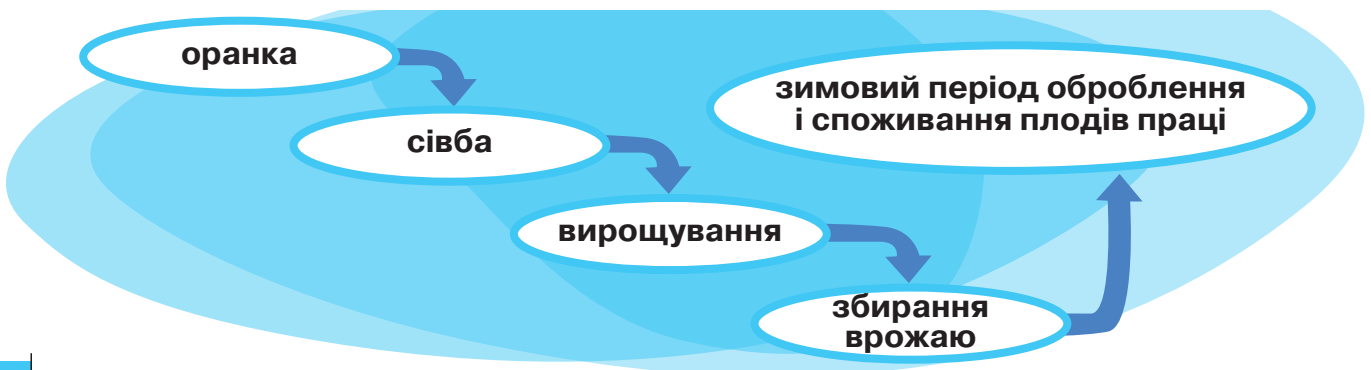 оранка
сівба
вирощування
збирання
врожаю
зимовий період оброблення
і споживання плодів праці